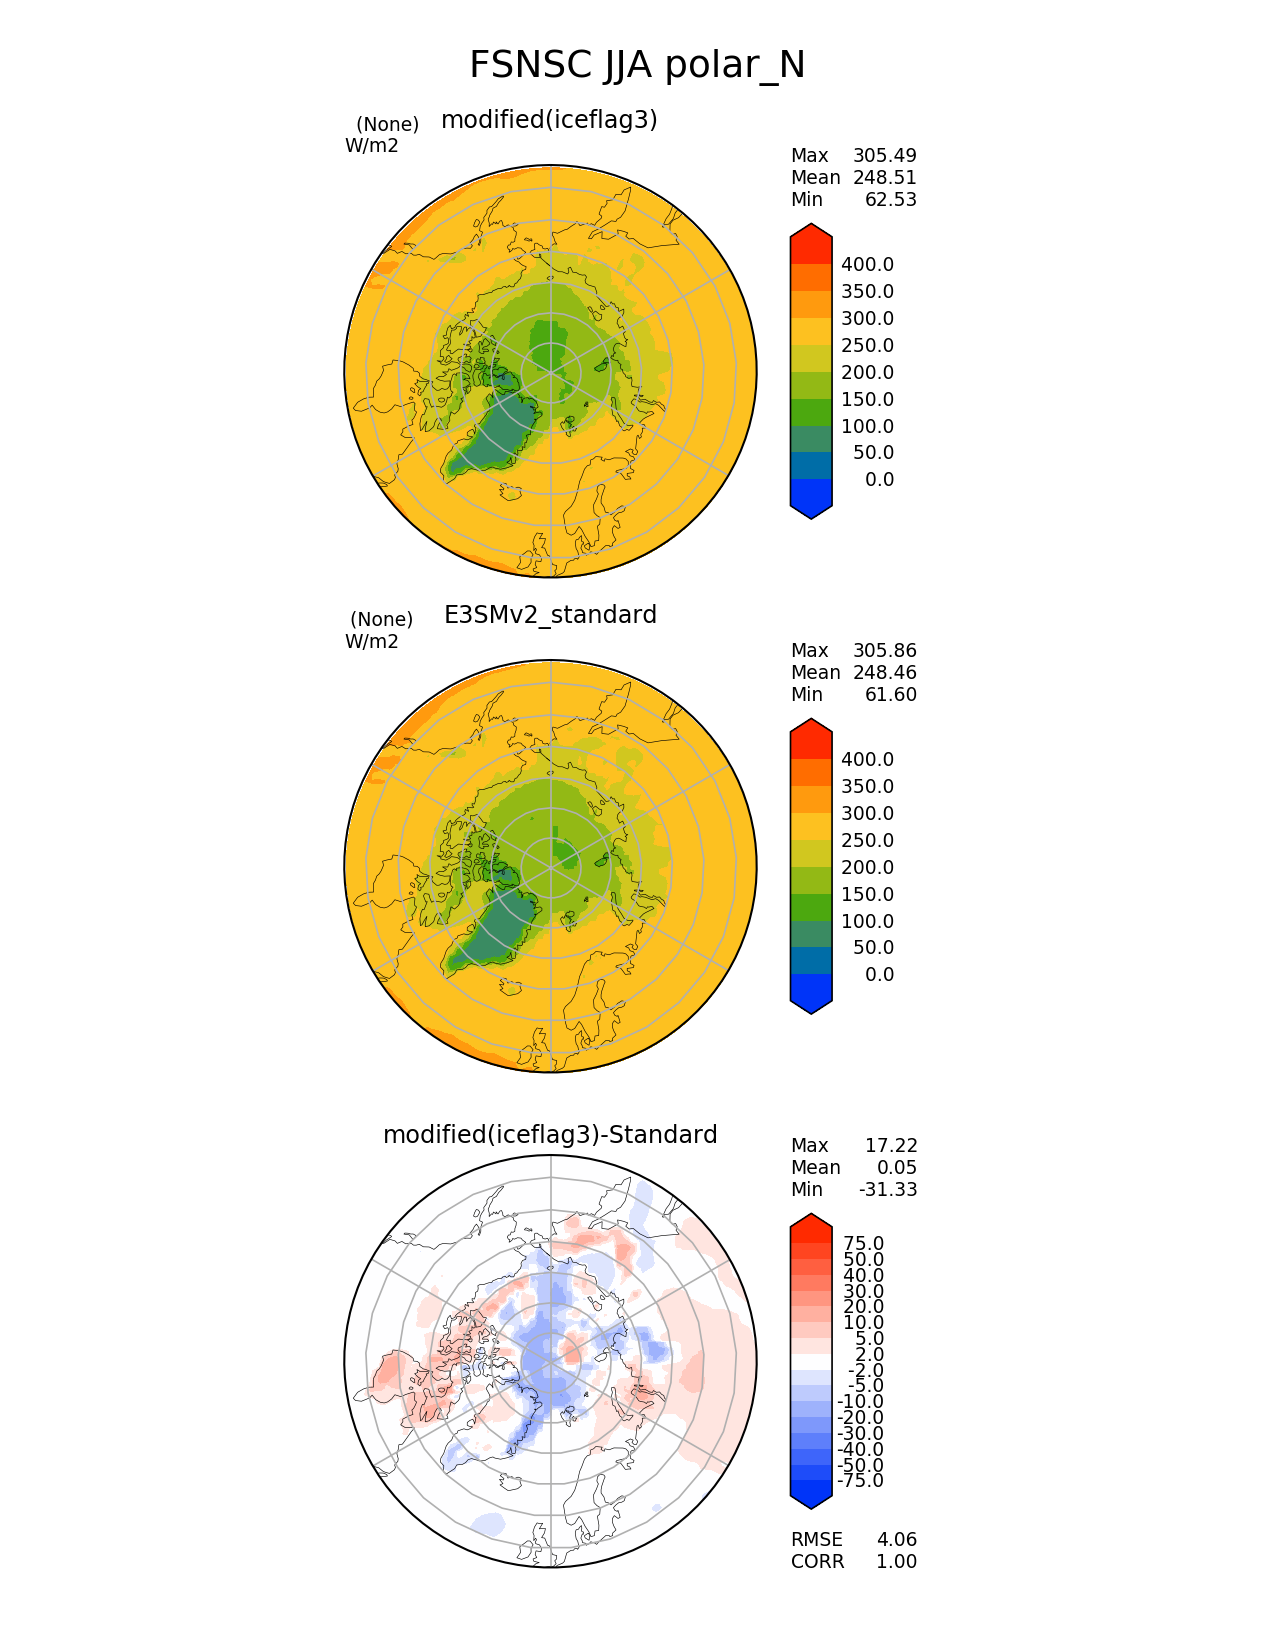 FSNSC JJA polar_N
(None)
modified(iceflag3)
W/m2
Max 305.49
Mean 248.51
Min 62.53
400.0
350.0
300.0
250.0
200.0
150.0
100.0
50.0
0.0
(None)
E3SMv2_standard
W/m2
Max 305.86
Mean 248.46
Min 61.60
400.0
350.0
300.0
250.0
200.0
150.0
100.0
50.0
0.0
modified(iceflag3)-Standard
Max 17.22
Mean 0.05
Min -31.33
75.0
50.0
40.0
30.0
20.0
10.0
5.0
2.0
-2.0
-5.0
-10.0
-20.0
-30.0
-40.0
-50.0
-75.0
RMSE 4.06
CORR 1.00